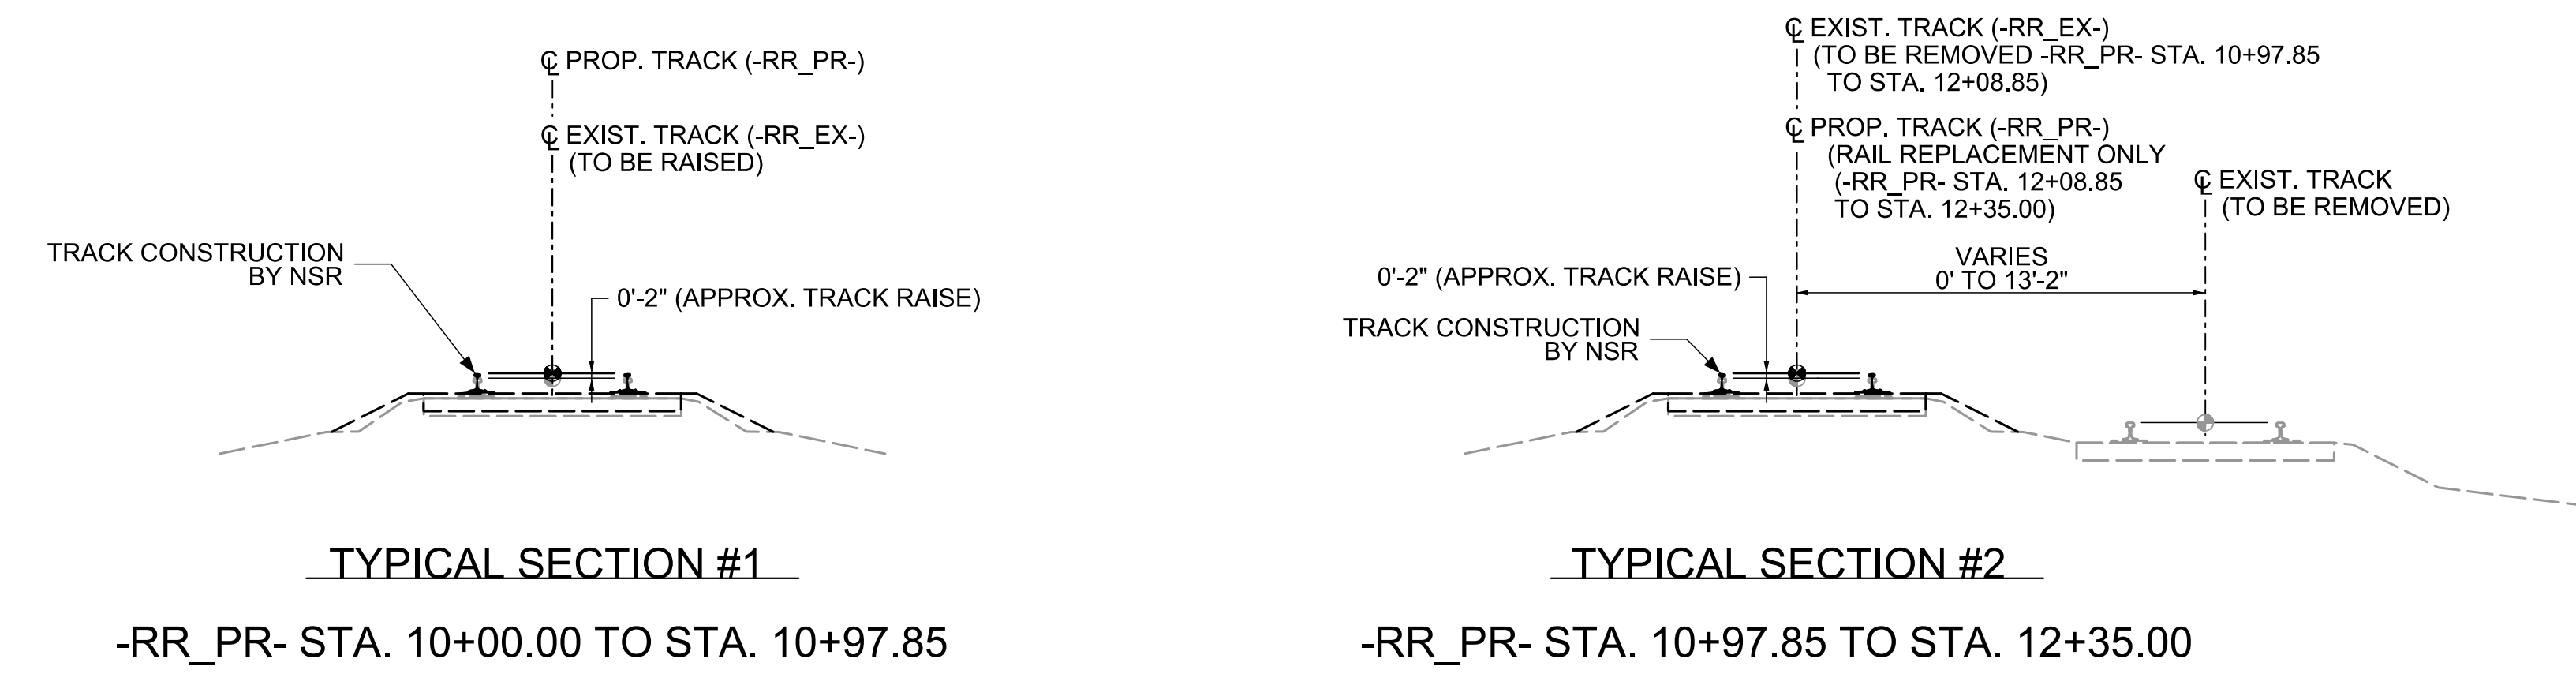 ℄ PROP. TRACK (-RR_PR-)
℄ EXIST. TRACK (-RR_EX-)
(TO BE RAISED)
TRACK CONSTRUCTION
BY NSR
0'-2" (APPROX. TRACK RAISE)
TYPICAL SECTION #1
-RR_PR- STA. 10+00.00 TO STA. 10+97.85
℄ EXIST. TRACK (-RR_EX-)
(TO BE REMOVED -RR_PR- STA. 10+97.85
TO STA. 12+08.85)
℄ PROP. TRACK (-RR_PR-)
(RAIL REPLACEMENT ONLY
(-RR_PR- STA. 12+08.85
TO STA. 12+35.00)
℄ EXIST. TRACK
(TO BE REMOVED)
VARIES
0' TO 13'-2"
0'-2" (APPROX. TRACK RAISE)
TRACK CONSTRUCTION
BY NSR
TYPICAL SECTION #2
-RR_PR- STA. 10+97.85 TO STA. 12+35.00